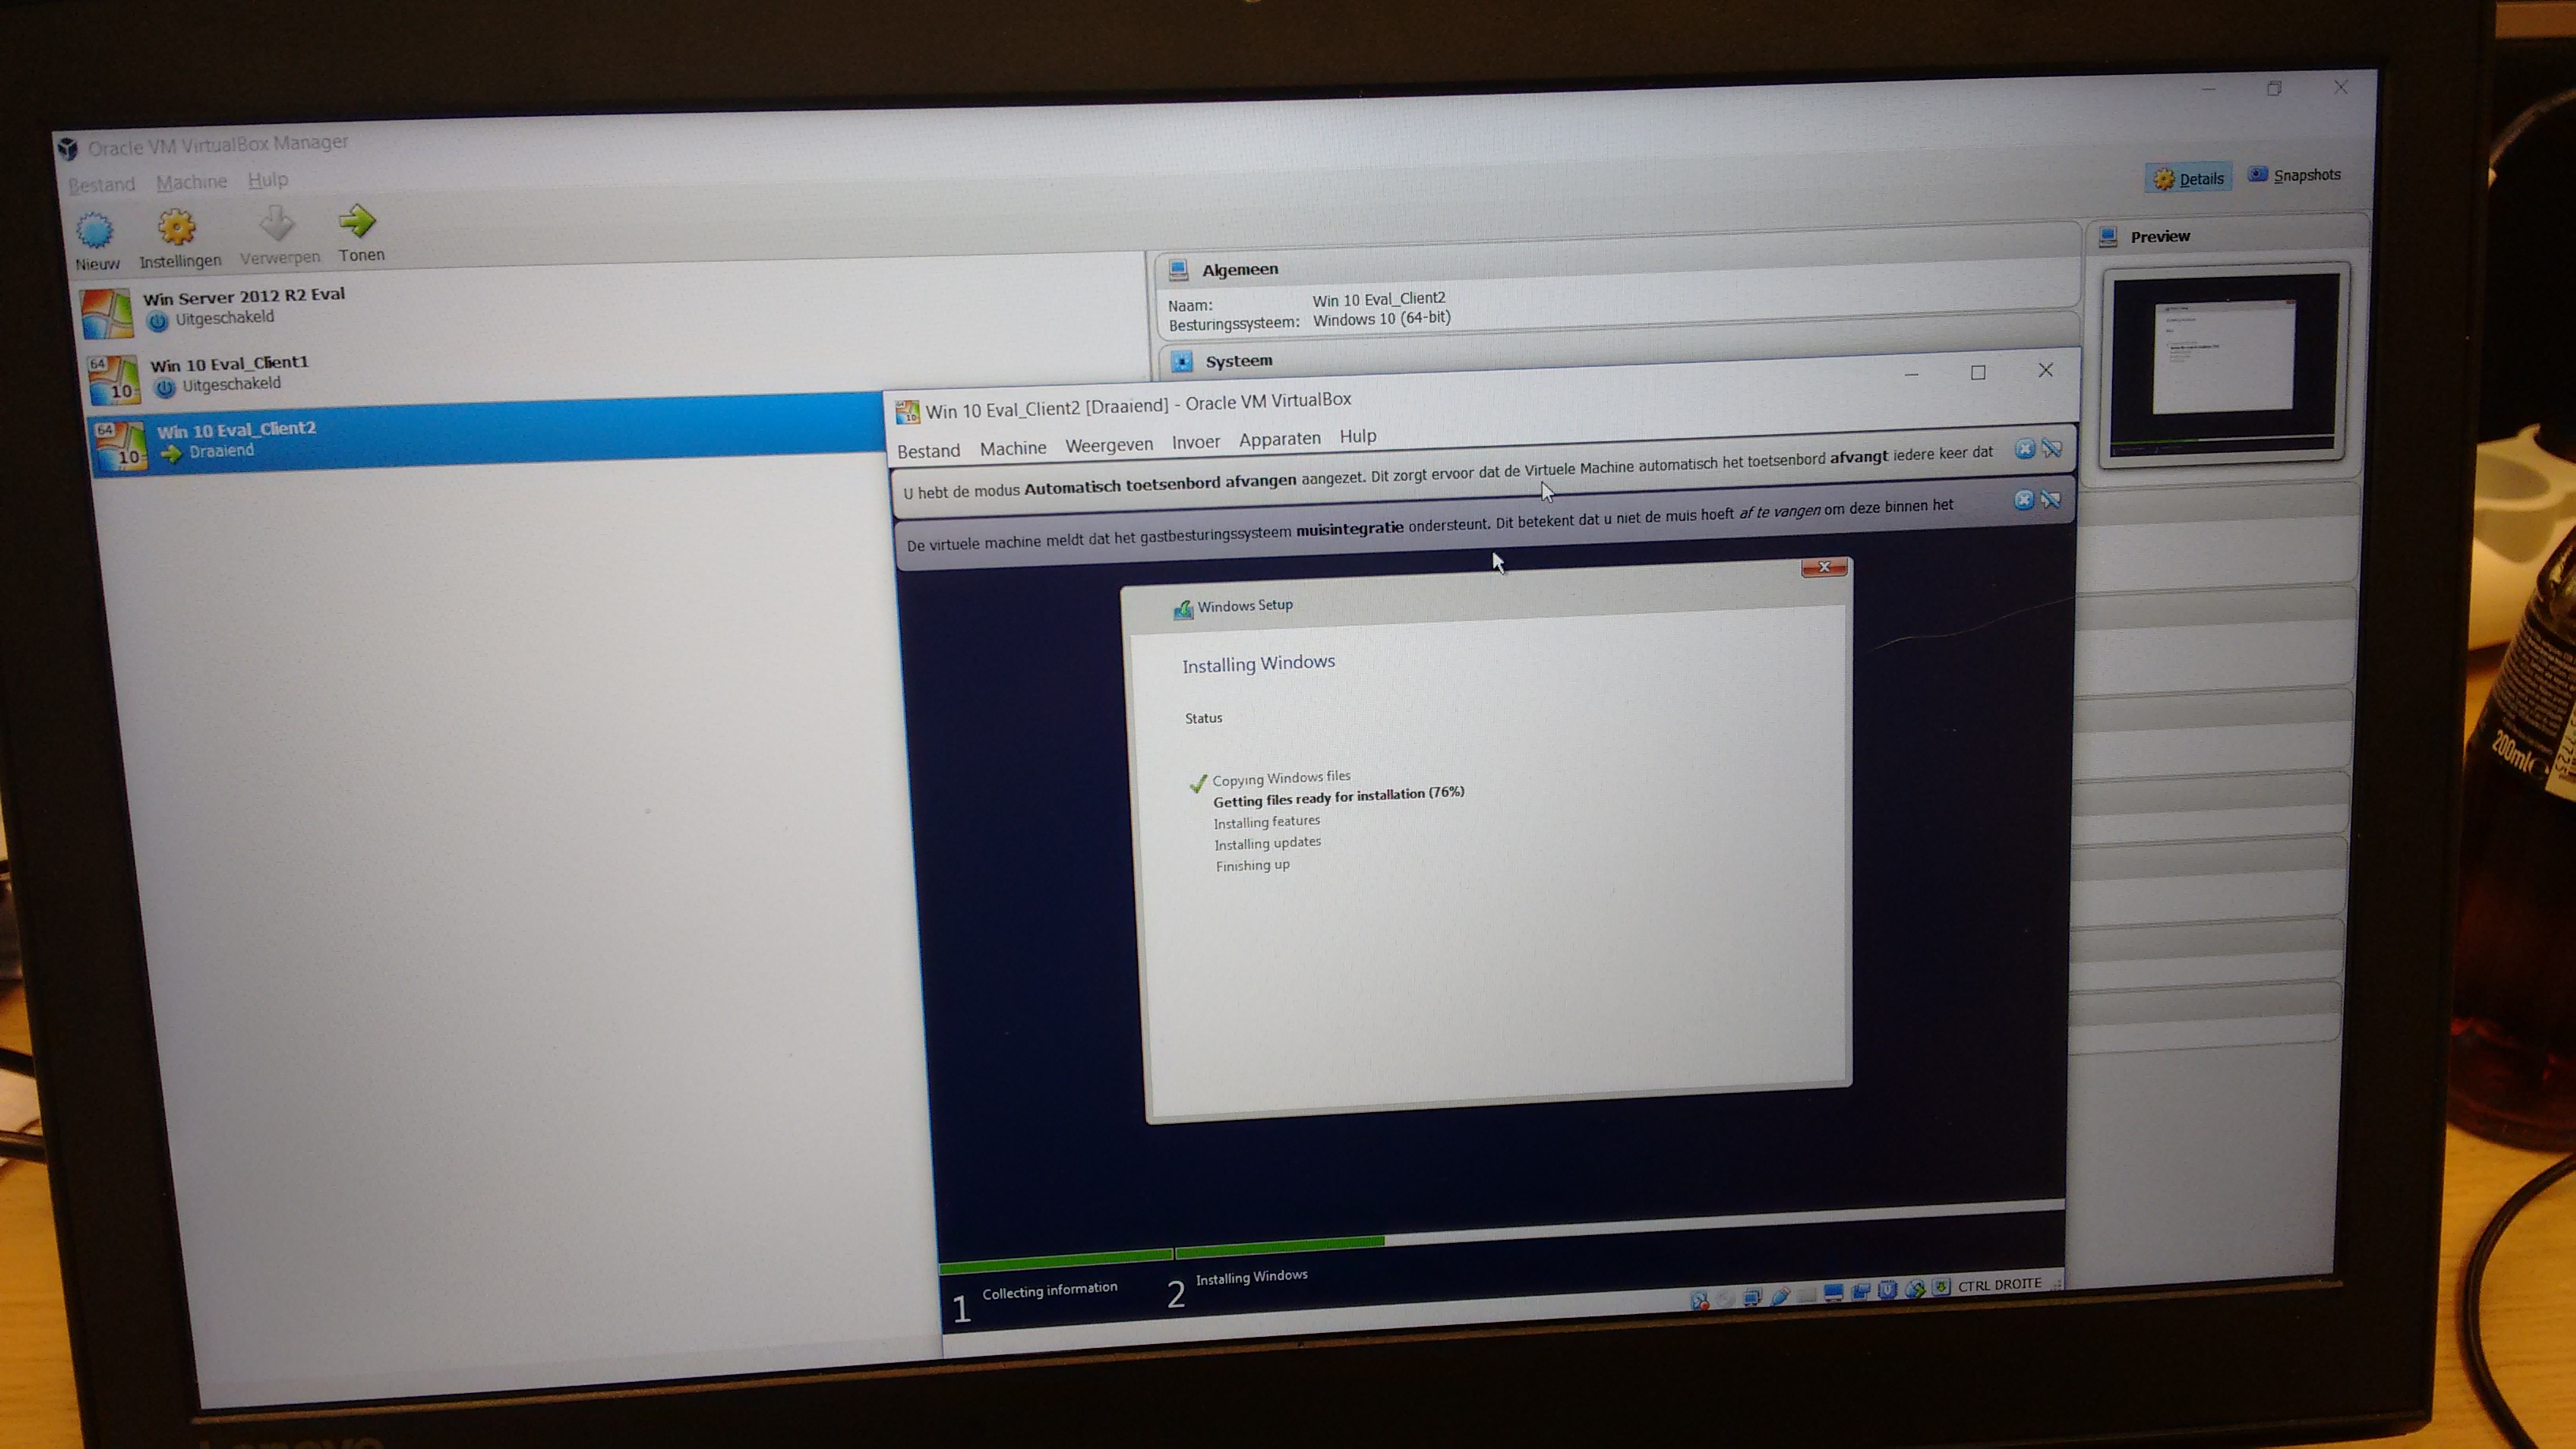 Oracle VM VirtualBox Manager
Bestand Machine Hulp
Nieuw Instellingen Verwerpen Tonen
Details Snapshots
Win Server 2012 R2 Eval
Uitgeschakeld
64
10
Win 10 Eval_Client1
Uitgeschakeld
64
10
Win 10 Eval_Client2
Draaiend
Algemeen
Naam: Win 10 Eval_Client2
Besturingssysteem: Windows 10 (64-bit)
Systeem
Preview
Win 10 Eval_Client2 [Draaiend] - Oracle VM VirtualBox
Bestand Machine Weergeven Invoer Apparaten Hulp
U hebt de modus Automatisch toetsenbord afvangen aangezet. Dit zorgt ervoor dat de Virtuele Machine automatisch het toetsenbord afvangt iedere keer dat
De virtuele machine meldt dat het gastbesturingssysteem muisintegratie ondersteunt. Dit betekent dat u niet de muis hoeft af te vangen om deze binnen het
Windows Setup
Installing Windows
Status
Copying Windows files
Getting files ready for installation (76%)
Installing features
Installing updates
Finishing up
1 Collecting information
2 Installing Windows
CTRL DROITE
200ml